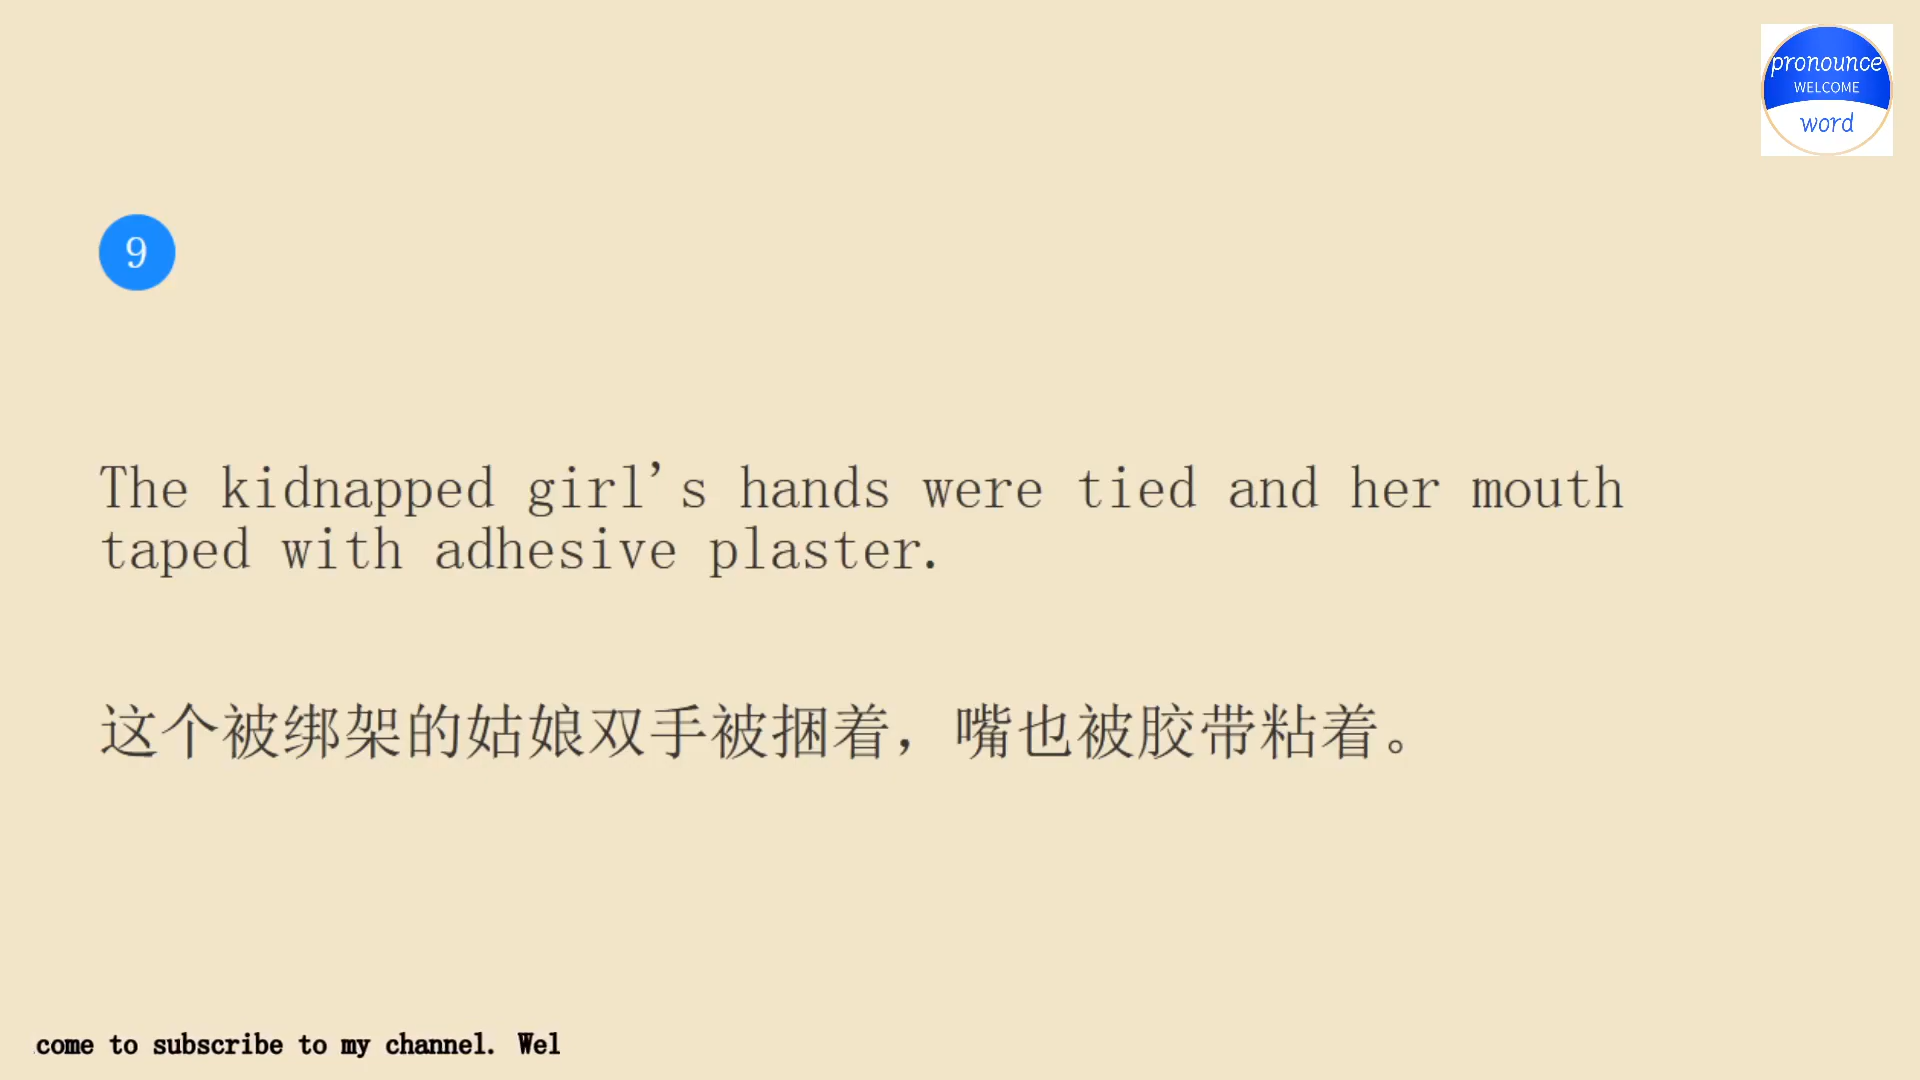 pronounce
WELCOME
word
9
The kidnapped girl's hands were tied and her mouth
taped with adhesive plaster.
这个被绑架的姑娘双手被捆着，嘴也被胶带粘着。
come to subscribe to my channel. Wel